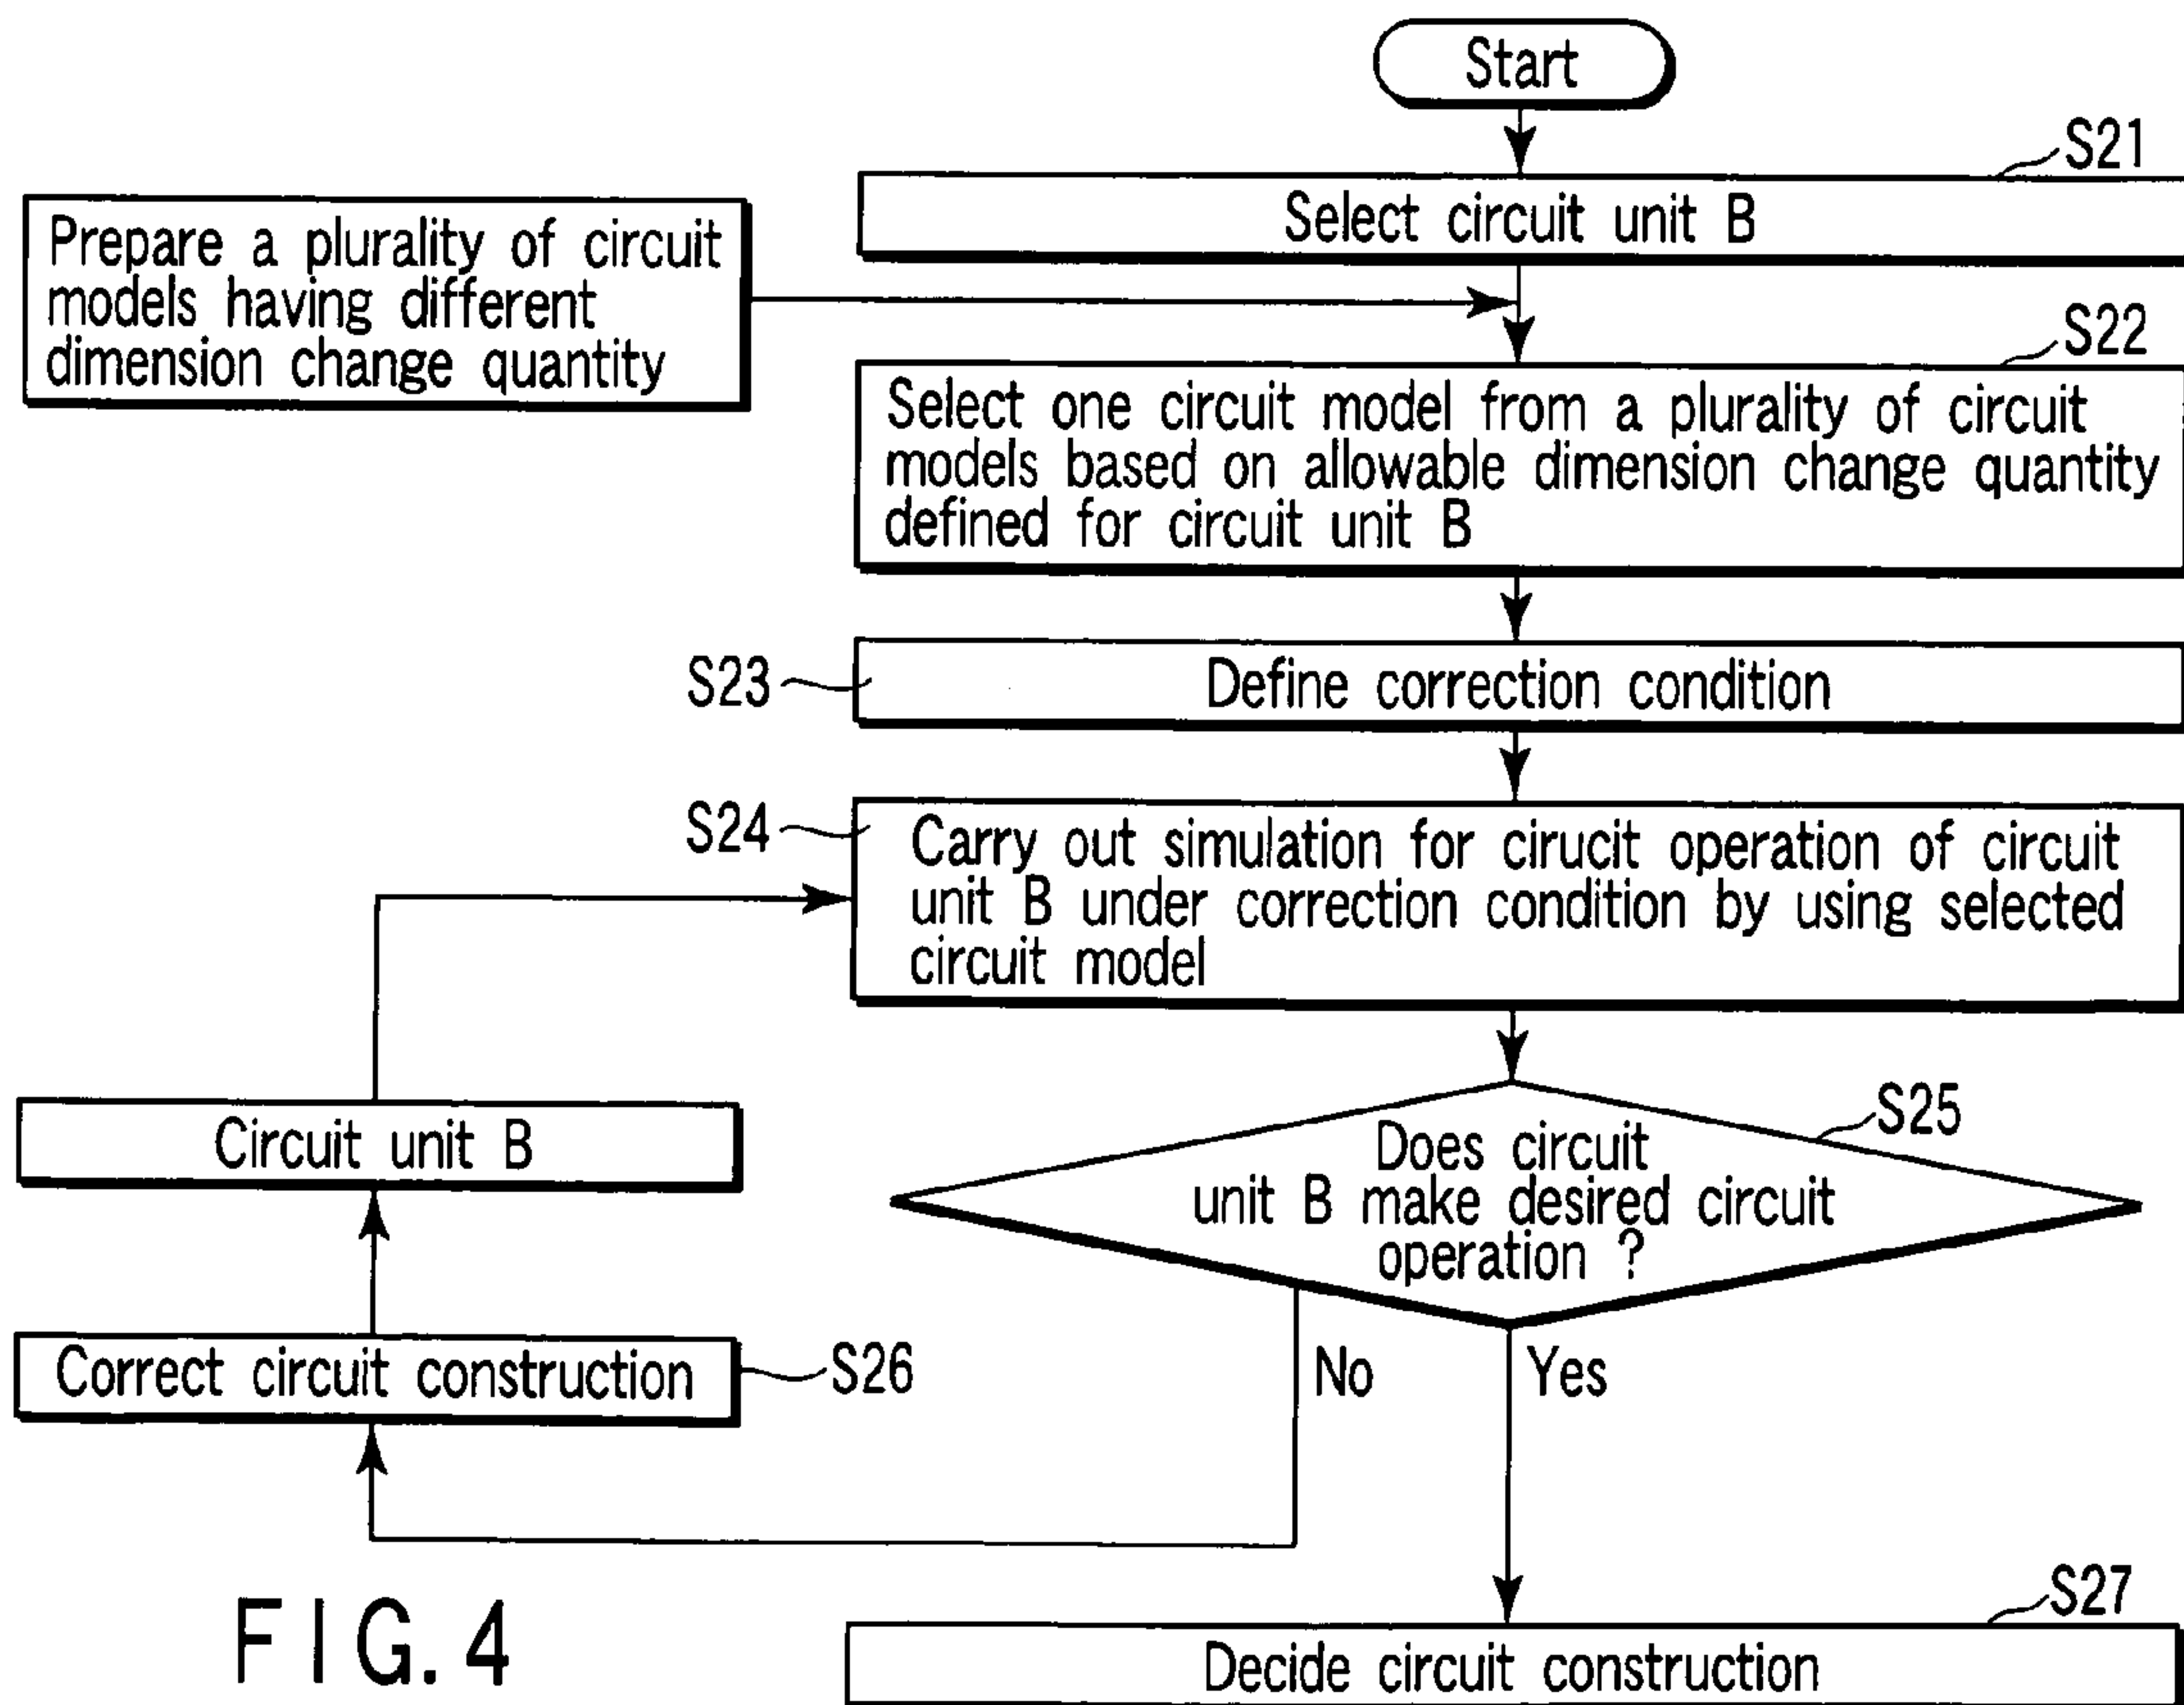 Start
S21
Select circuit unit B
Prepare a plurality of circuit
models having different
dimension change quantity
S22
Select one circuit model from a plurality of circuit
models based on allowable dimension change quantity
defined for circuit unit B
S23
Define correction condition
S24
Carry out simulation for cirucit operation of circuit
unit B under correction condition by using selected
circuit model
S25
Does circuit
unit B make desired circuit
operation ?
Circuit unit B
Correct circuit construction
S26
No
Yes
S27
Decide circuit construction
FIG. 4